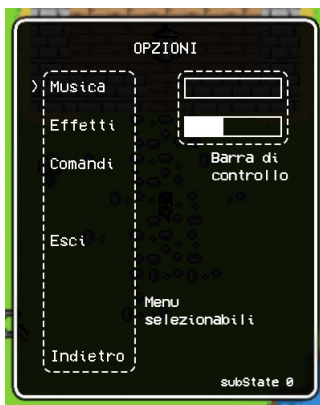 OPZIONI
> Musica
Effetti
Comandi
Barra di
controllo
Esci
Menu
selezionabili
Indietro
subState 0